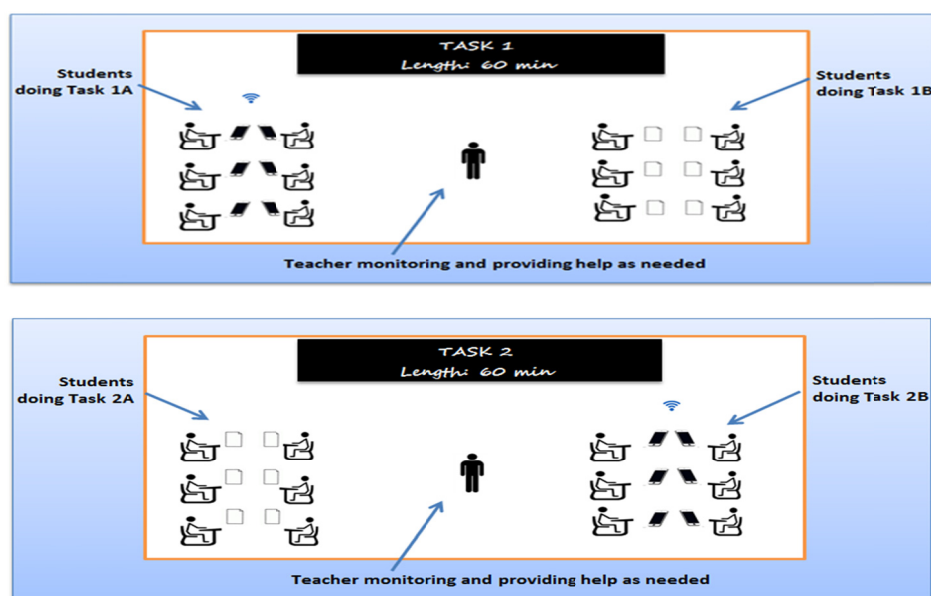 TASK 1
Length: 60 min
Students
doing Task 1A
Students
doing Task 1B
Teacher monitoring and providing help as needed
TASK 2
Length: 60 min
Students
doing Task 2A
Students
doing Task 2B
Teacher monitoring and providing help as needed